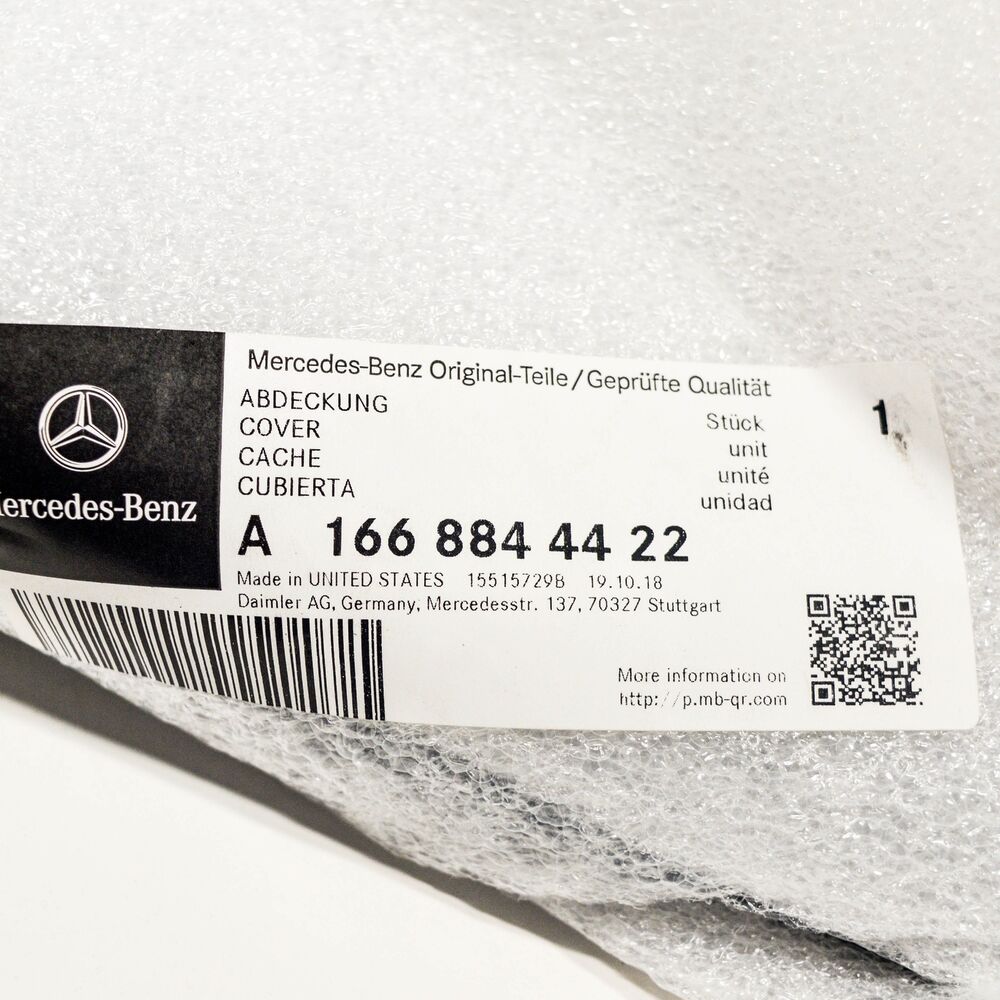 Mercedes-Benz Original-Teile/Geprüfte Qualität
ABDECKUNG
COVER
CACHE
CUBIERTA
Stück
unit
unité
unidad
1
ercedes-Benz
A 166 884 44 22
Made in UNITED STATES 15515729B 19.10.18
Daimler AG, Germany, Mercedesstr. 137, 70327 Stuttgart
More information on
http://p.mb-qr.com